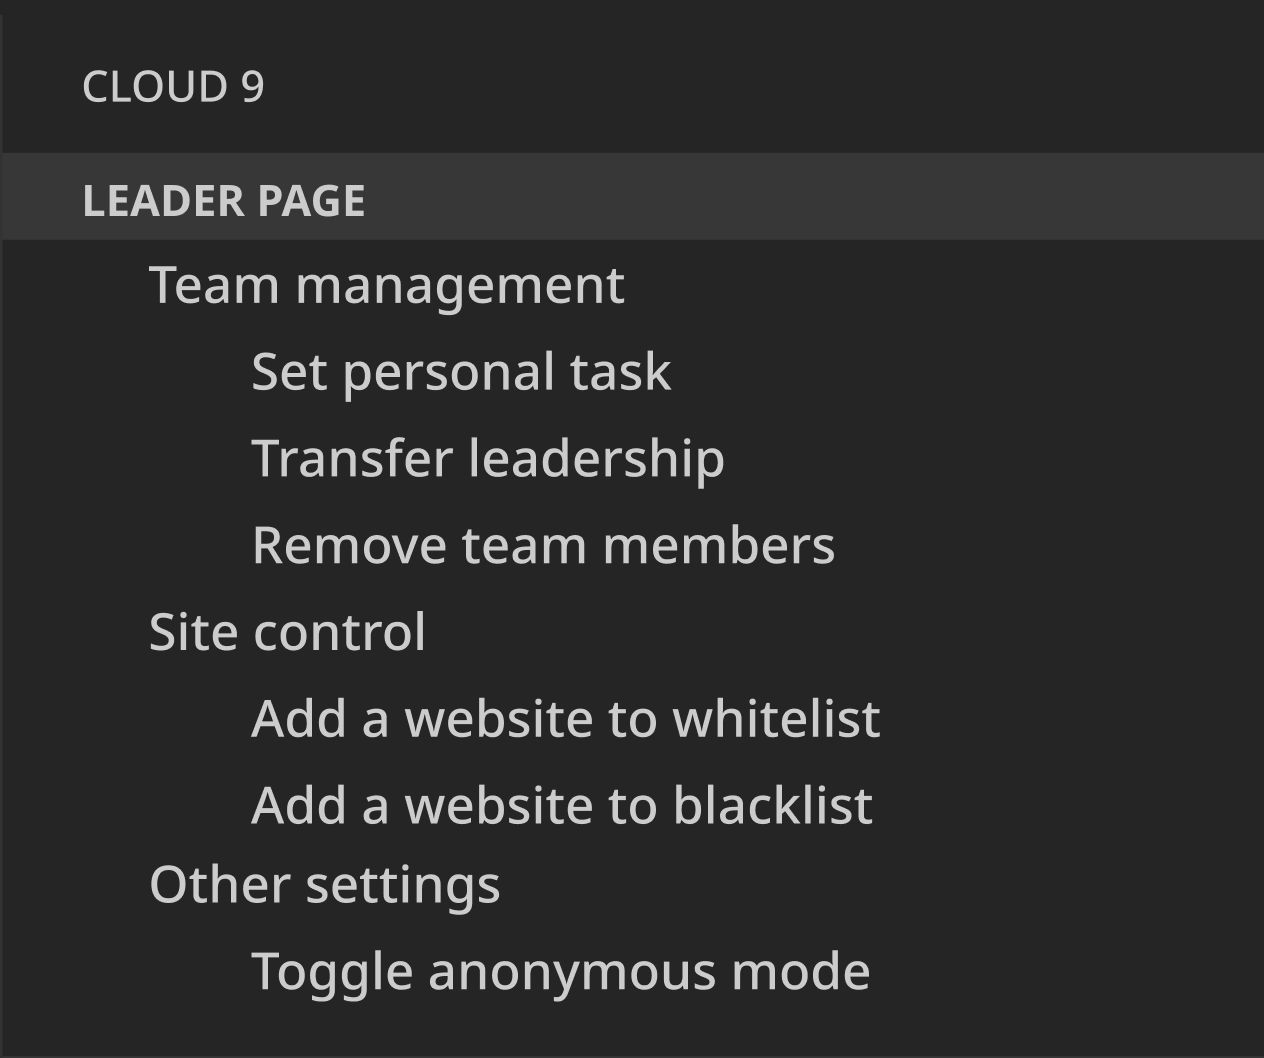 CLOUD 9
LEADER PAGE
Team management
Set personal task
Transfer leadership
Remove team members
Site control
Add a website to whitelist
Add a website to blacklist
Other settings
Toggle anonymous mode